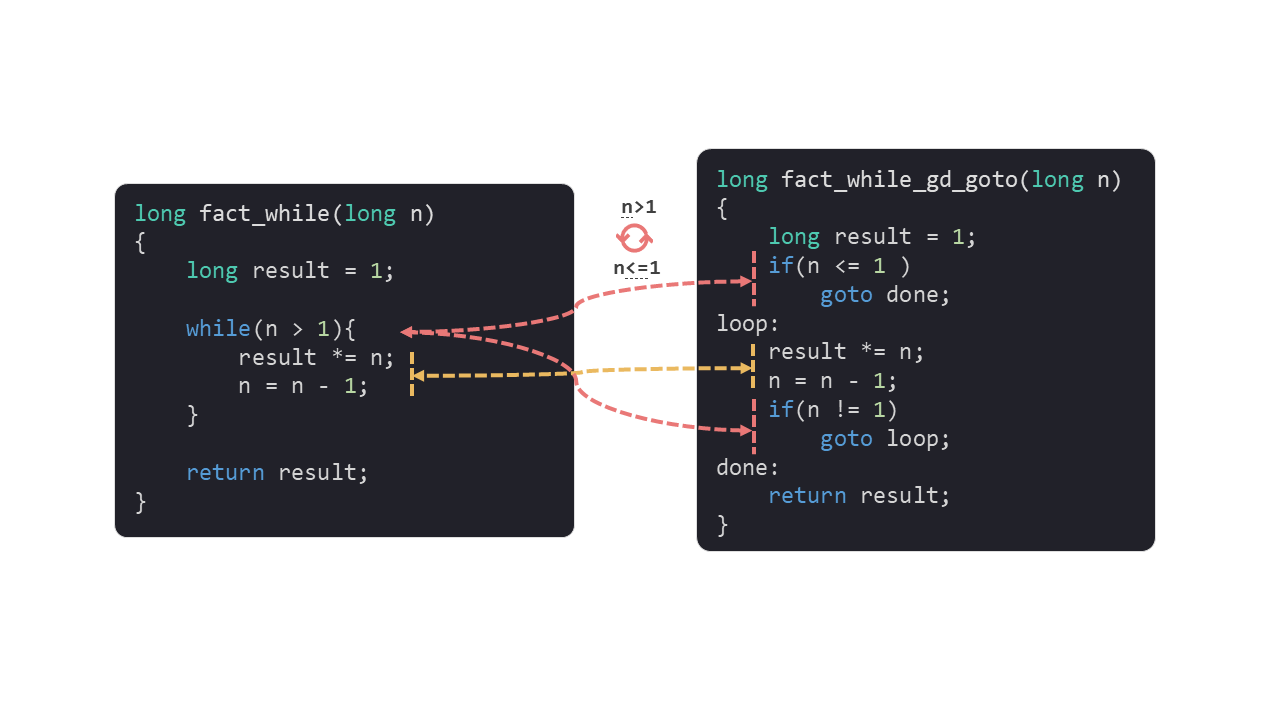 long fact_while(long n)
{
    long result = 1;

    while(n > 1){
        result *= n;
        n = n - 1;
    }

    return result;
}
n>1
n<=1
long fact_while_gd_goto(long n)
{
    long result = 1;
    if(n <= 1 )
        goto done;
loop:
    result *= n;
    n = n - 1;
    if(n != 1)
        goto loop;
done:
    return result;
}